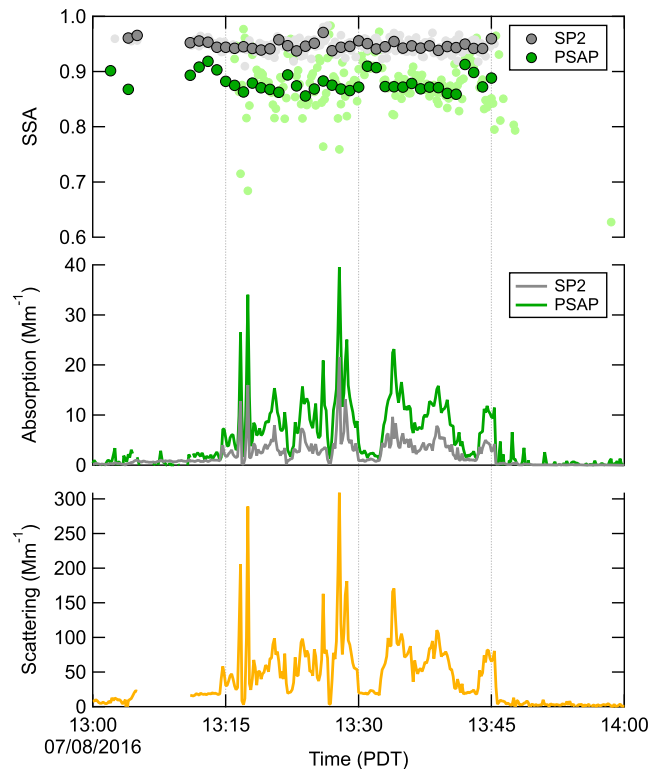 1.0
0.9
0.8
0.7
0.6
SSA
SP2
PSAP
40
30
20
10
0
Absorption (Mm⁻¹)
SP2
PSAP
300
250
200
150
100
50
0
Scattering (Mm⁻¹)
13:00
13:15
13:30
13:45
14:00
07/08/2016
Time (PDT)